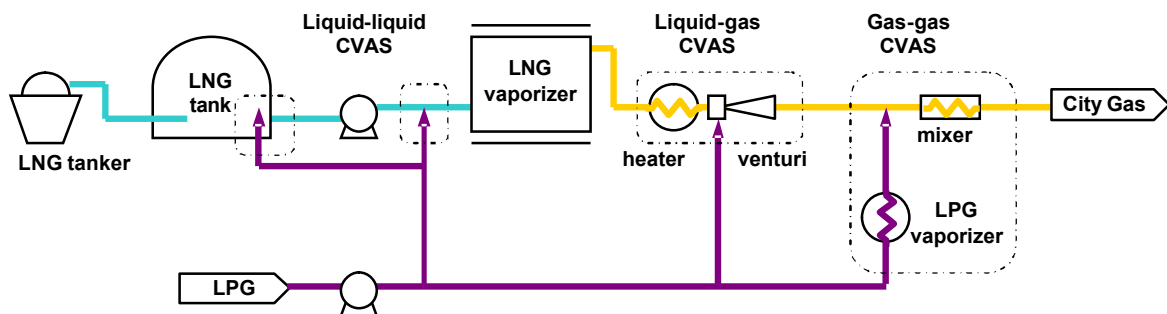 Liquid-liquid
CVAS
Liquid-gas
CVAS
Gas-gas
CVAS
LNG
tank
LNG
vaporizer
City Gas
LNG tanker
heater
venturi
mixer
LPG
vaporizer
LPG